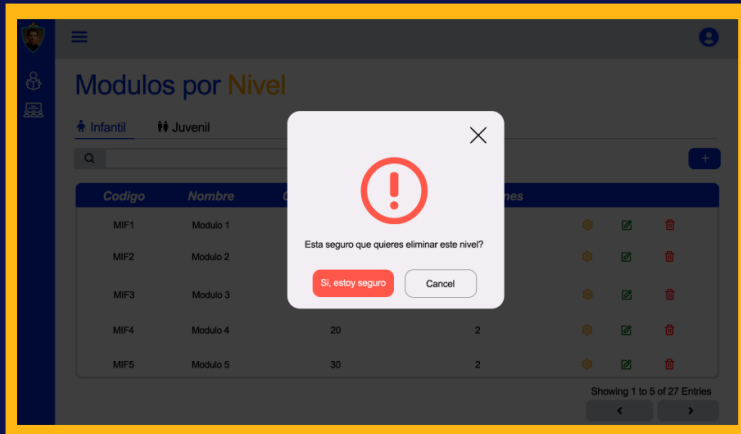 Modulos por Nivel
Infantil Juvenil
+
Codigo Nombre
MIF1 Modulo 1
MIF2 Modulo 2
MIF3 Modulo 3
MIF4 Modulo 4 20 2
MIF5 Modulo 5 30 2
Esta seguro que quieres eliminar este nivel?
Si, estoy seguro Cancel
Showing 1 to 5 of 27 Entries